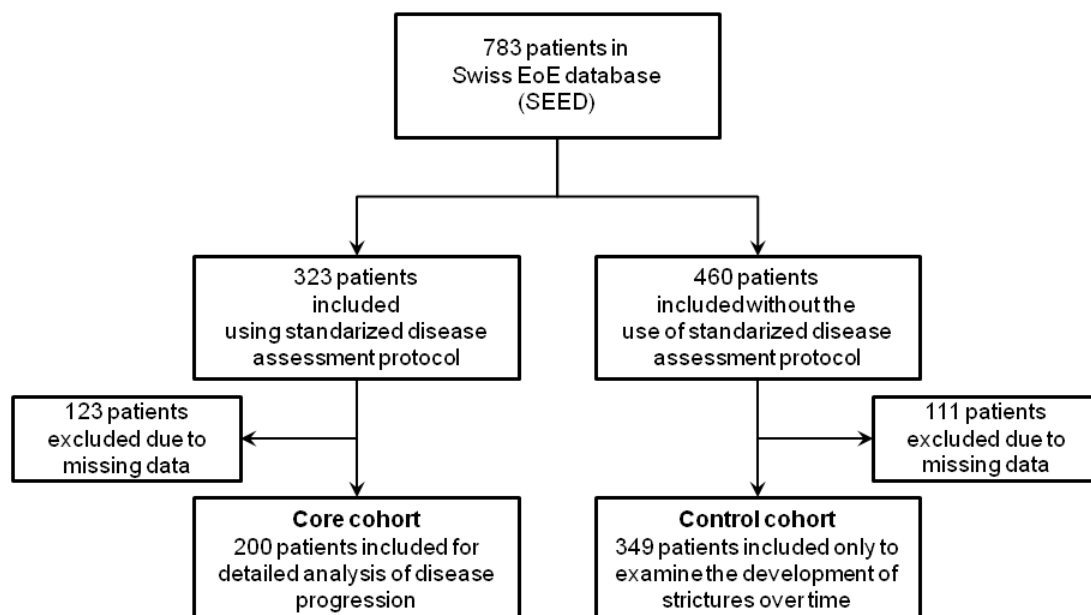 783 patients in
Swiss EoE database
(SEED)
323 patients
included
using standarized disease
assessment protocol
460 patients
included without the
use of standarized disease
assessment protocol
123 patients
excluded due to
missing data
111 patients
excluded due to
missing data
Core cohort
200 patients included for
detailed analysis of disease
progression
Control cohort
349 patients included only to
examine the development of
strictures over time